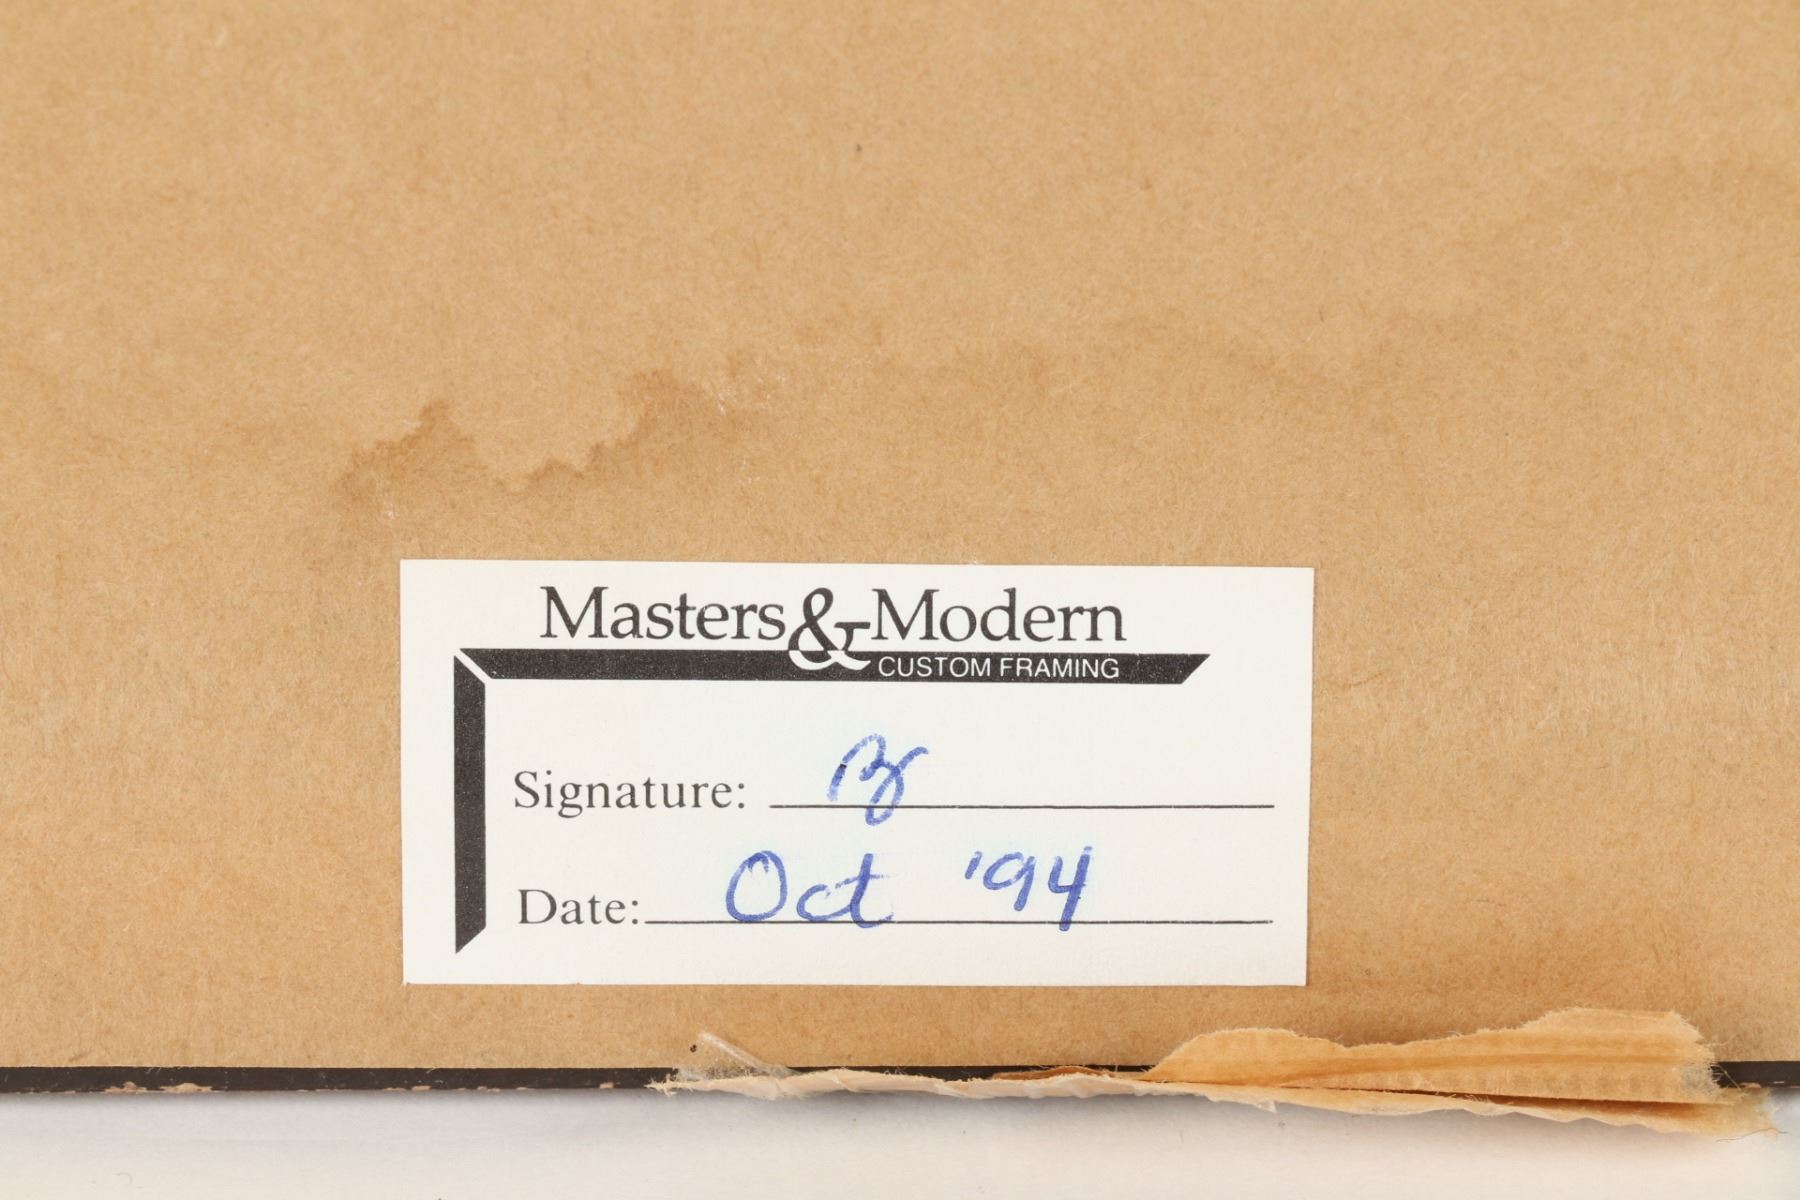 Masters & Modern
CUSTOM FRAMING
Signature:
Date: Oct '94